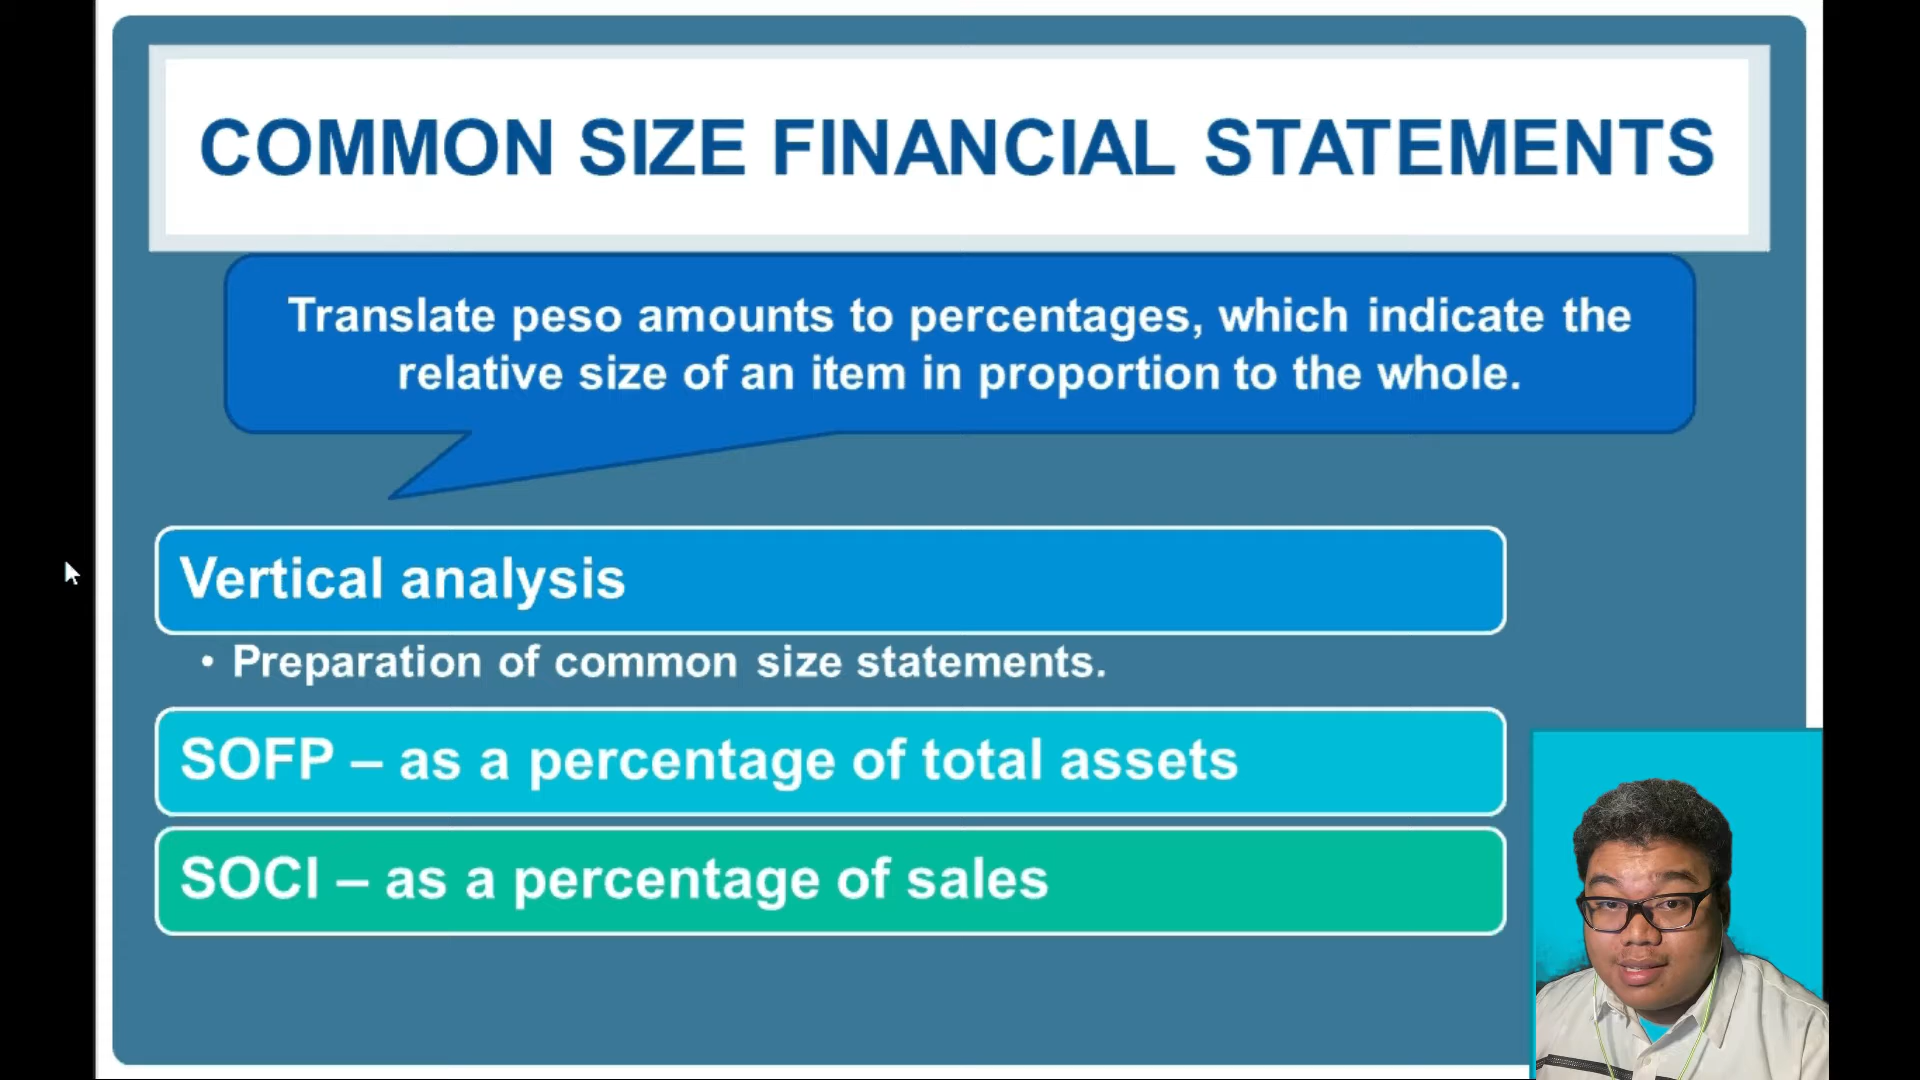 COMMON SIZE FINANCIAL STATEMENTS
Translate peso amounts to percentages, which indicate the
relative size of an item in proportion to the whole.
Vertical analysis
• Preparation of common size statements.
SOFP – as a percentage of total assets
SOCI – as a percentage of sales